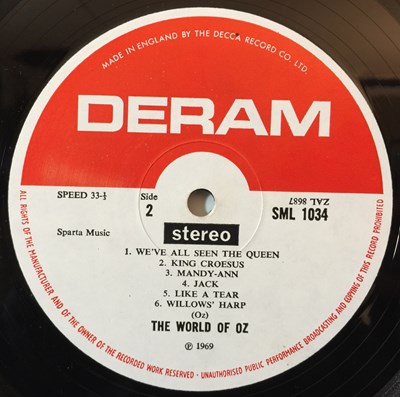 MADE IN ENGLAND BY THE DECCA RECORD CO. LTD.
DERAM
SPEED 33-⅓
Side
2
ZAL 8687
SML 1034
Sparta Music
stereo
1. WE'VE ALL SEEN THE QUEEN
2. KING CROESUS
3. MANDY-ANN
4. JACK
5. LIKE A TEAR
6. WILLOWS' HARP
(Oz)
THE WORLD OF OZ
℗ 1969
ALL RIGHTS OF THE MANUFACTURER AND OF THE OWNER OF THE RECORDED WORK RESERVED • UNAUTHORISED PUBLIC PERFORMANCE BROADCASTING AND COPYING OF THIS RECORD PROHIBITED